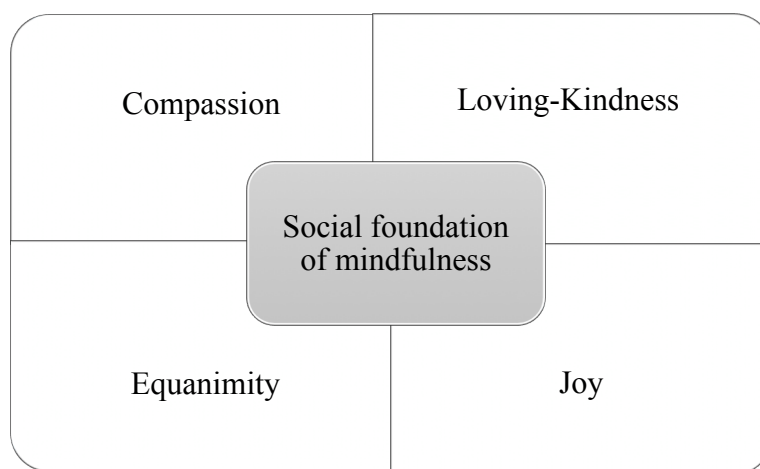 Compassion
Loving-Kindness
Social foundation
of mindfulness
Equanimity
Joy